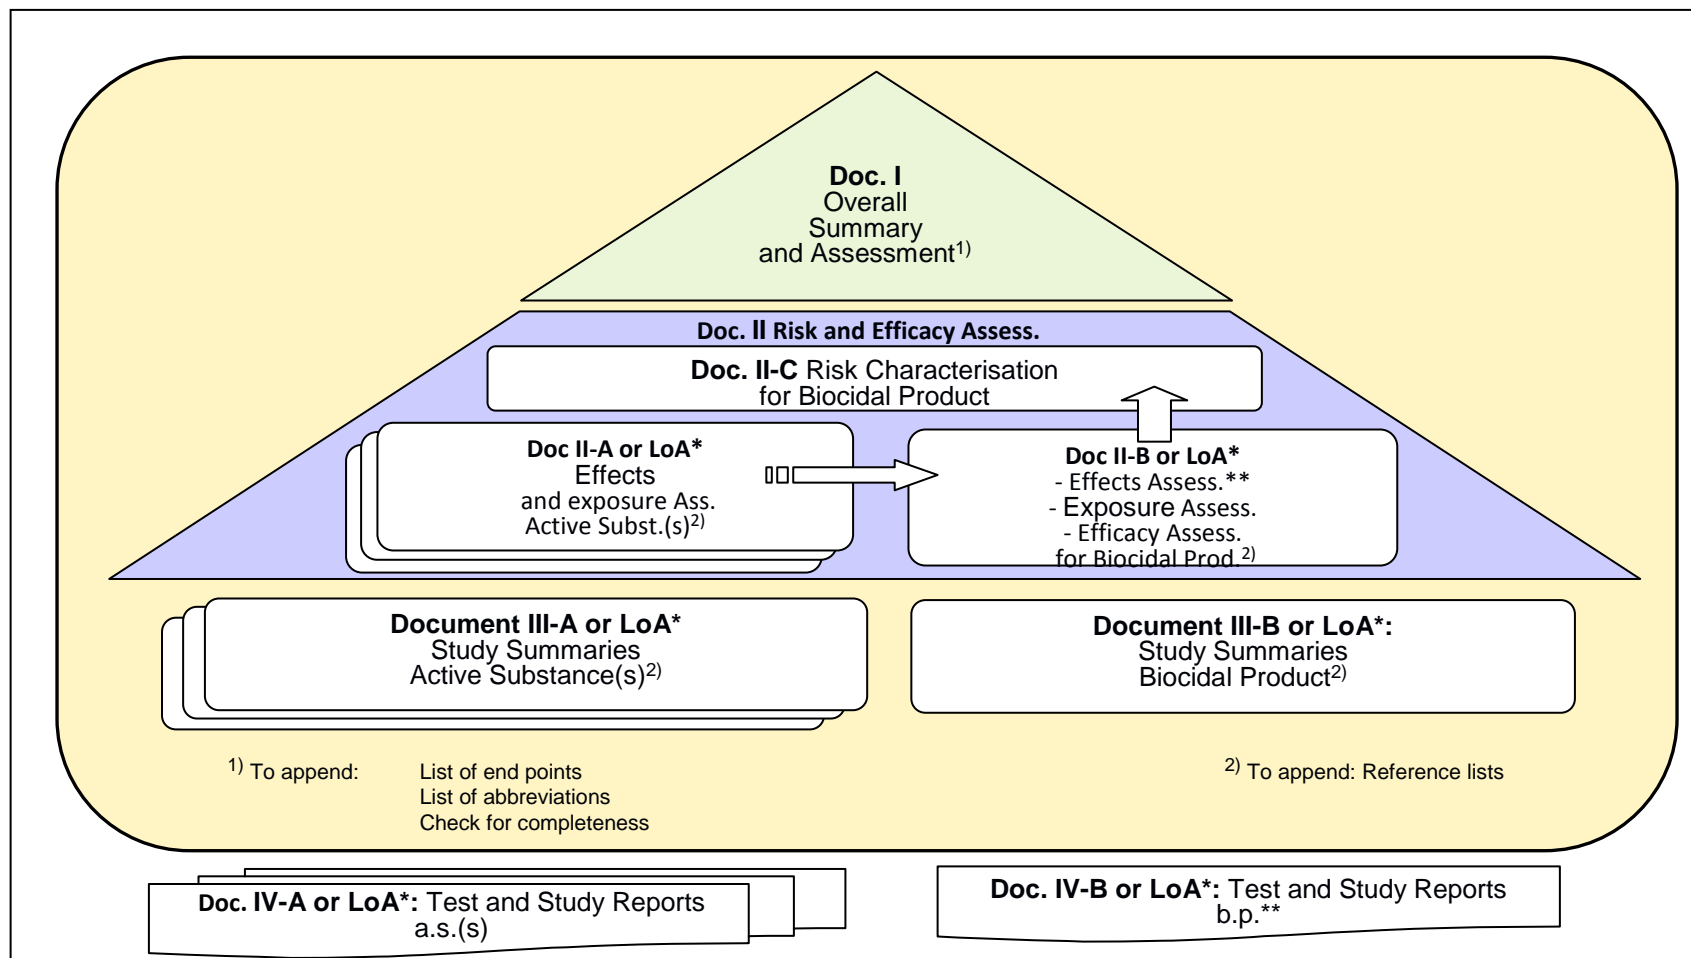 Doc. I
Overall
Summary
and Assessment1)
Doc. II Risk and Efficacy Assess.
Doc. II-C Risk Characterisation
for Biocidal Product
Doc II-A or LoA*
Effects
and exposure Ass.
Active Subst.(s)2)
Doc II-B or LoA*
- Effects Assess.**
- Exposure Assess.
- Efficacy Assess.
for Biocidal Prod.2)
Document III-A or LoA*
Study Summaries
Active Substance(s)2)
Document III-B or LoA*:
Study Summaries
Biocidal Product2)
1) To append: List of end points
List of abbreviations
Check for completeness
2) To append: Reference lists
Doc. IV-A or LoA*: Test and Study Reports
a.s.(s)
Doc. IV-B or LoA*: Test and Study Reports
b.p.**